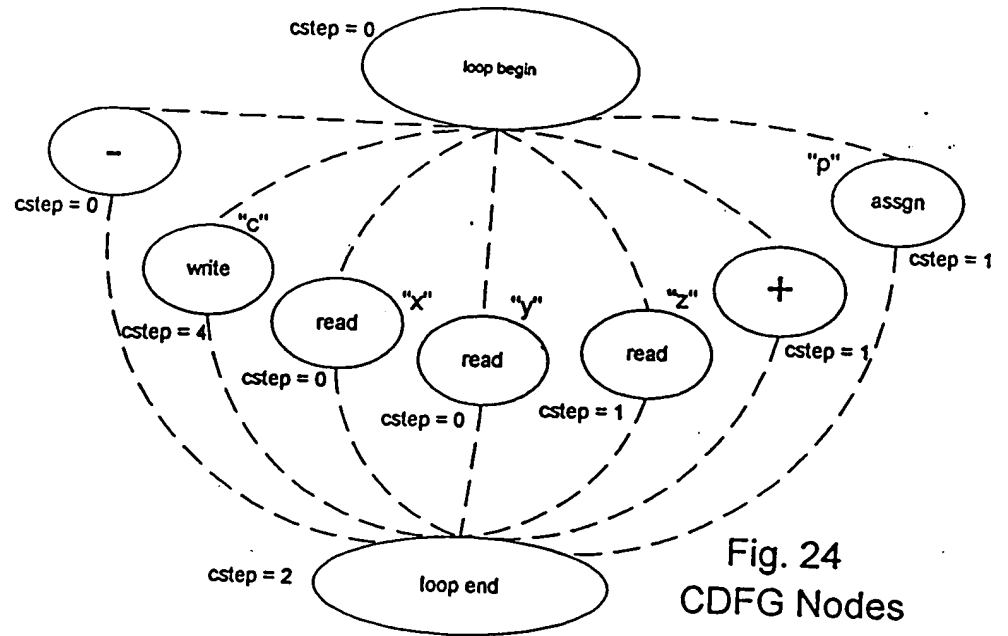 cstep = 0
loop begin
-
cstep = 0
"c"
write
cstep = 4
"x"
read
cstep = 0
"y"
read
cstep = 0
"z"
read
cstep = 1
+
cstep = 1
"p"
assgn
cstep = 1
cstep = 2
loop end
Fig. 24
CDFG Nodes